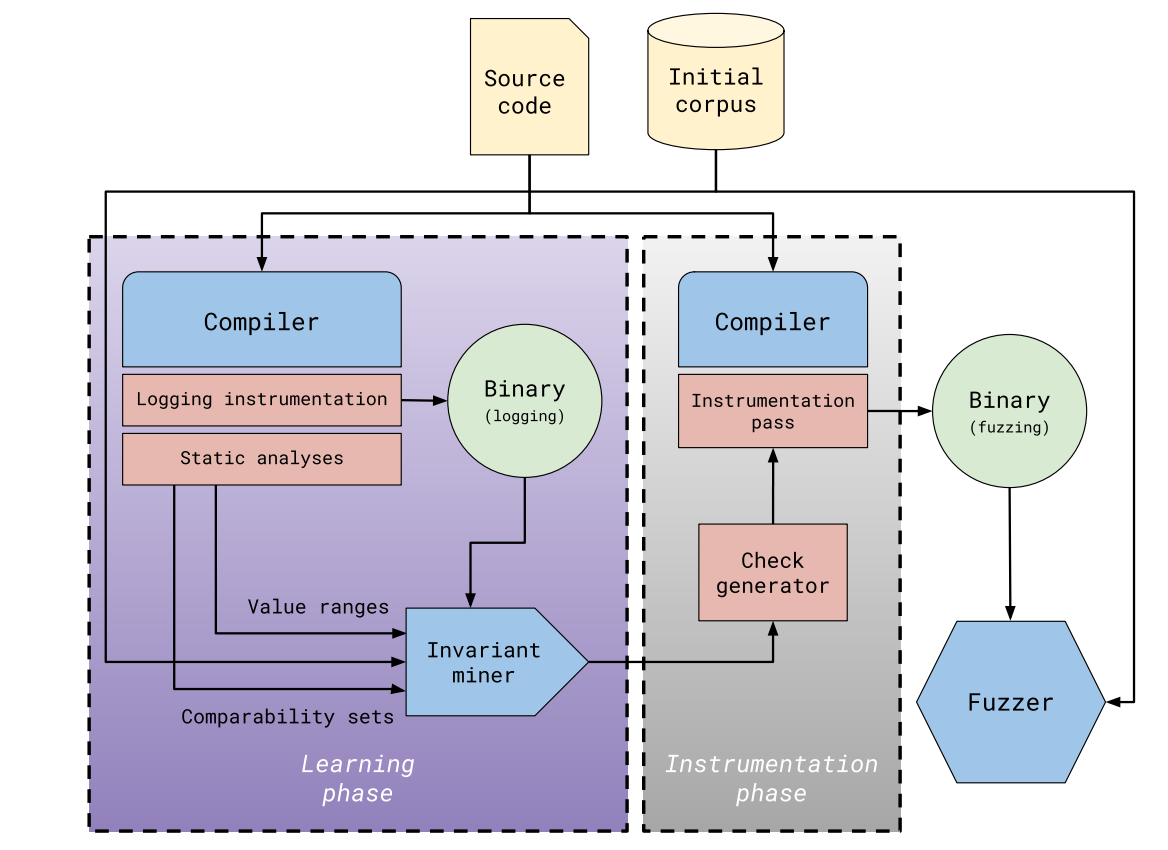 Source
code
Initial
corpus
Compiler
Logging instrumentation
Static analyses
Binary
(logging)
Value ranges
Comparability sets
Invariant
miner
Learning
phase
Compiler
Instrumentation
pass
Check
generator
Instrumentation
phase
Binary
(fuzzing)
Fuzzer